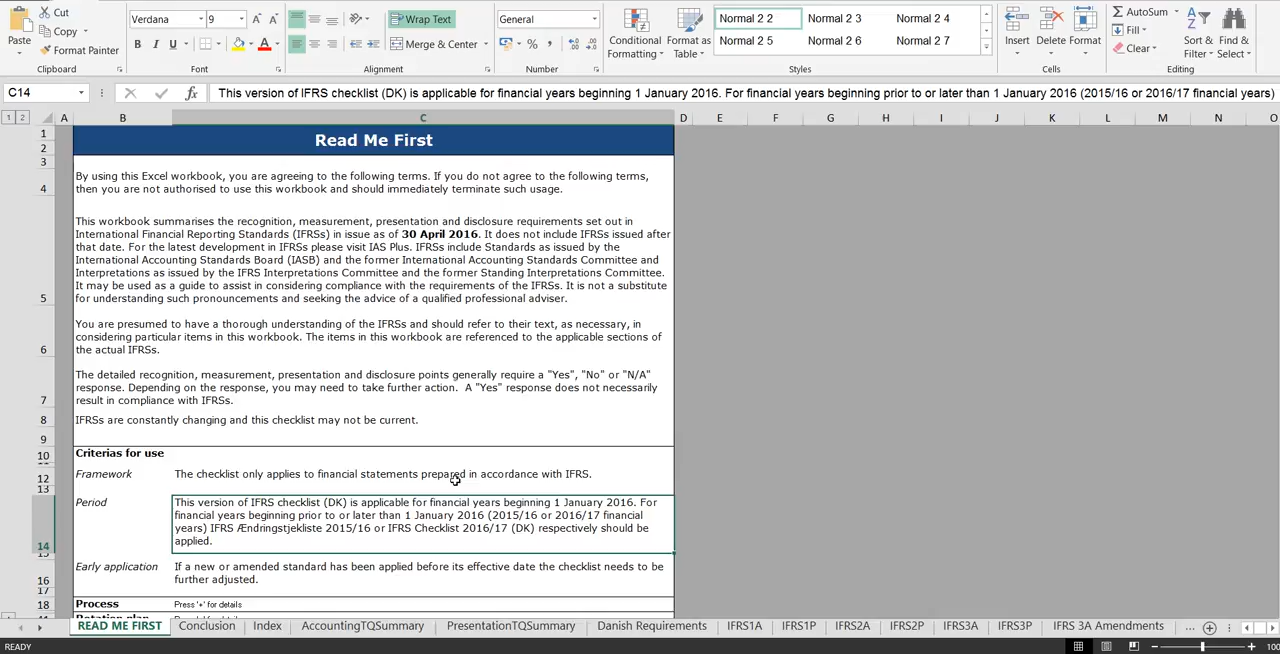 Cut
Copy
Format Painter
Paste
Clipboard
Verdana
9
A A
B I U
A
Font
Wrap Text
Merge & Center
Alignment
General
%
Number
Conditional Formatting
Format as Table
Normal 2 2
Normal 2 3
Normal 2 4
Normal 2 5
Normal 2 6
Normal 2 7
Styles
Insert
Delete
Format
Cells
AutoSum
Fill
Clear
Sort & Filter
Find & Select
Editing
C14
fx
This version of IFRS checklist (DK) is applicable for financial years beginning 1 January 2016. For financial years beginning prior to or later than 1 January 2016 (2015/16 or 2016/17 financial years)
1 2
A B C D E F G H I J K L M N O
1
Read Me First
2
3
By using this Excel workbook, you are agreeing to the following terms. If you do not agree to the following terms,
4 then you are not authorised to use this workbook and should immediately terminate such usage.
This workbook summarises the recognition, measurement, presentation and disclosure requirements set out in
International Financial Reporting Standards (IFRSs) in issue as of 30 April 2016. It does not include IFRSs issued after
that date. For the latest development in IFRSs please visit IAS Plus. IFRSs include Standards as issued by the
International Accounting Standards Board (IASB) and the former International Accounting Standards Committee and
Interpretations as issued by the IFRS Interpretations Committee and the former Standing Interpretations Committee.
It may be used as a guide to assist in considering compliance with the requirements of the IFRSs. It is not a substitute
5 for understanding such pronouncements and seeking the advice of a qualified professional adviser.
You are presumed to have a thorough understanding of the IFRSs and should refer to their text, as necessary, in
considering particular items in this workbook. The items in this workbook are referenced to the applicable sections of
6 the actual IFRSs.
The detailed recognition, measurement, presentation and disclosure points generally require a "Yes", "No" or "N/A"
response. Depending on the response, you may need to take further action. A "Yes" response does not necessarily
7 result in compliance with IFRSs.
8 IFRSs are constantly changing and this checklist may not be current.
9
10 Criterias for use
12 Framework The checklist only applies to financial statements prepared in accordance with IFRS.
13
Period This version of IFRS checklist (DK) is applicable for financial years beginning 1 January 2016. For
financial years beginning prior to or later than 1 January 2016 (2015/16 or 2016/17 financial
years) IFRS Ændringstjekliste 2015/16 or IFRS Checklist 2016/17 (DK) respectively should be
14 applied.
Early application If a new or amended standard has been applied before its effective date the checklist needs to be
16 further adjusted.
17
18 Process Press '+' for details
READ ME FIRST Conclusion Index AccountingTQSummary PresentationTQSummary Danish Requirements IFRS1A IFRS1P IFRS2A IFRS2P IFRS3A IFRS3P IFRS 3A Amendments ...
READY
100